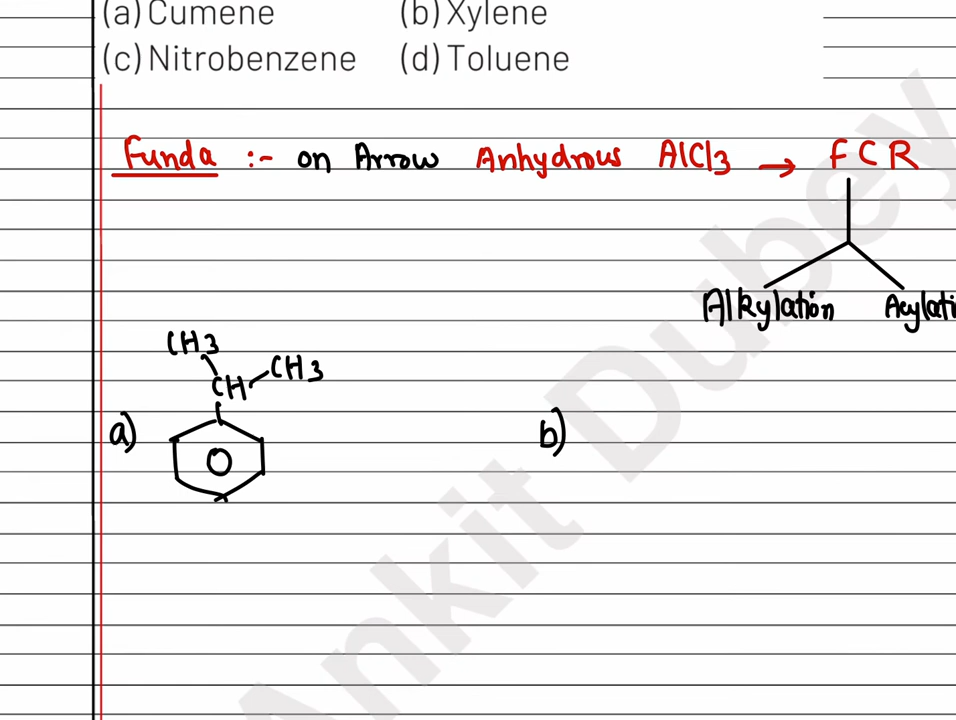 (a) Cumene (b) Xylene
(c) Nitrobenzene (d) Toluene
Funda :- on Arrow Anhydrous AlCl3 → FCR
Alkylation Acylati
CH3
CH CH3
a) b)
Ankit Dubey